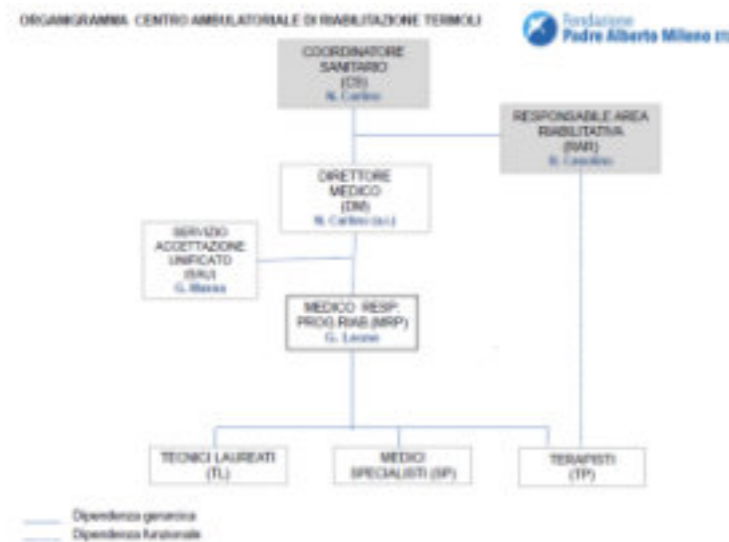 ORGANIGRAMMA CENTRO AMBULATORIALE DI RIABILITAZIONE TERMOLI
Fondazione
Padre Alberto Mileno
COORDINATORE
SANITARIO
(CS)
N. Carlino
RESPONSABILE AREA
RIABILITATIVA
(RAR)
DIRETTORE
MEDICO
(DM)
N. Carlino (a.i.)
SERVIZIO
ACCETTAZIONE
UNIFICATO
(SAU)
G.
MEDICO RESP.
PROG.RIAB.(MRP)
G. Leone
TECNICI LAUREATI
(TL)
MEDICI
SPECIALISTI (SP)
TERAPISTI
(TP)
Dipendenza gerarcica
Dipendenza funzionale